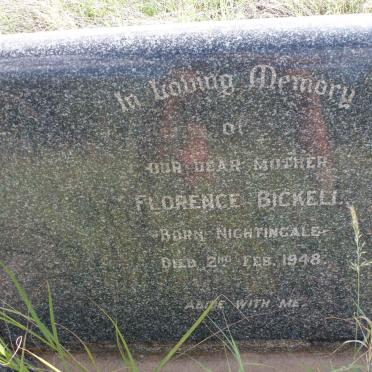 In Loving Memory
of
OUR DEAR MOTHER
FLORENCE BICKELL
-BORN NIGHTINGALE-
DIED 2ND FEB. 1948.
ABIDE WITH ME.